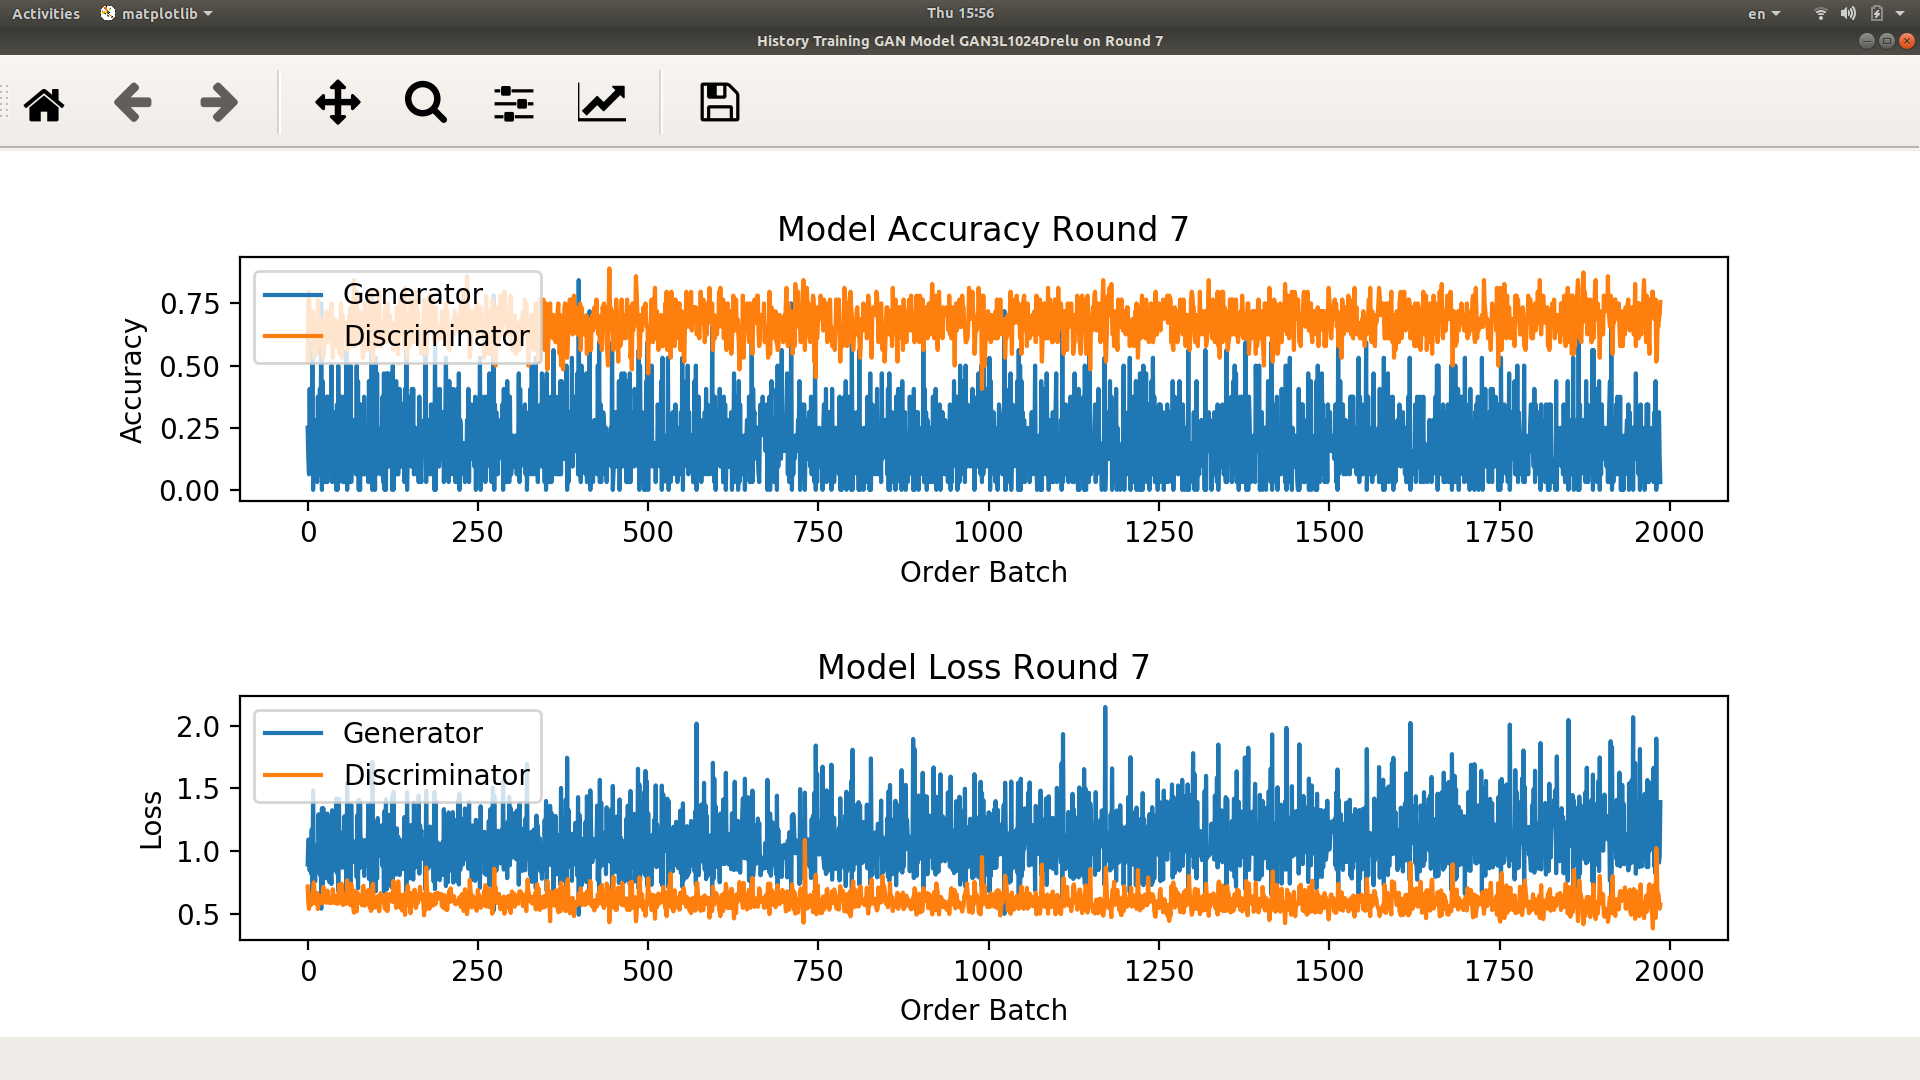 Activities matplotlib Thu 15:56 en
History Training GAN Model GAN3L1024Drelu on Round 7
Model Accuracy Round 7
Generator
Discriminator
Accuracy
0.75
0.50
0.25
0.00
0 250 500 750 1000 1250 1500 1750 2000
Order Batch
Model Loss Round 7
Generator
Discriminator
Loss
2.0
1.5
1.0
0.5
0 250 500 750 1000 1250 1500 1750 2000
Order Batch